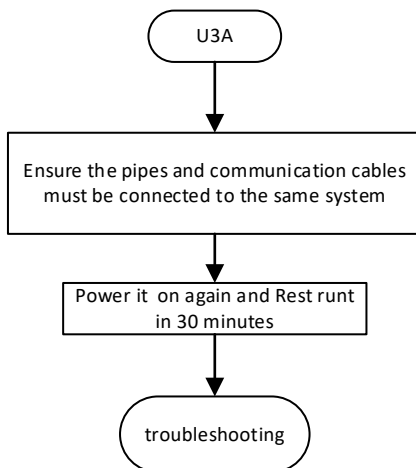 U3A
Ensure the pipes and communication cables
must be connected to the same system
Power it on again and Rest runt
in 30 minutes
troubleshooting